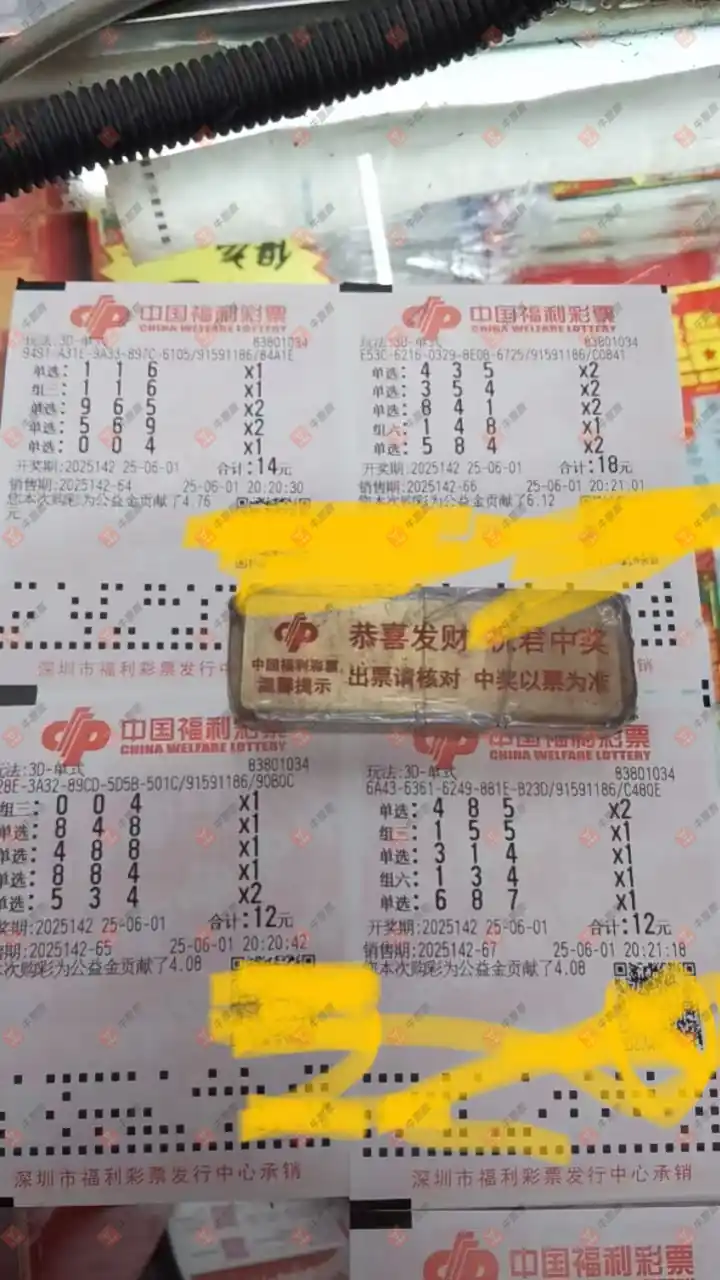 但为
中国福利彩票
CHINA WELFARE LOTTERY
玩法:3D-单式 83801034
9491-A31E-9A33-897C-6105/91591186/84A1E
单选: 1 1 6 x1
组三: 1 1 6 x1
单选: 9 6 5 x2
单选: 5 6 9 x2
单选: 0 0 4 x1
开奖期:2025142 25-06-01 合计:14元
销售期:2025142-64 25-06-01 20:20:30
您本次购彩为公益金贡献了4.76
元
深圳市福利彩票发行中
中国福利彩票
CHINA WELFARE LOTTERY
玩法:3D-单式 83801034
E53C-6216-0329-8E08-6725/91591186/C0841
单选: 4 3 5 x2
单选: 3 5 4 x2
单选: 8 4 1 x2
组六: 1 4 8 x1
单选: 5 8 4 x2
开奖期:2025142 25-06-01 合计:18元
销售期:2025142-66 25-06-01 20:21:01
您本次购彩为公益金贡献了6.12
销
恭喜发财 祝君中奖
中国福利彩票
温馨提示
出票请核对 中奖以票为准
中国福利彩票
CHINA WELFARE LOTTERY
玩法:3D-单式 83801034
28F-3A32-89CD-5D5B-501C/91591186/9080C
组三: 0 0 4 x1
单选: 8 4 8 x1
单选: 4 8 8 x1
单选: 8 8 4 x1
单选: 5 3 4 x2
奖期:2025142 25-06-01 合计:12元
售期:2025142-65 25-06-01 20:20:42
本次购彩为公益金贡献了4.08
深圳市福利彩票发行中心承销
中国福利彩票
CHINA WELFARE LOTTERY
玩法:3D-单式 83801034
6A43-6361-6249-881E-B23D/91591186/C480E
单选: 4 8 5 x2
组三: 1 5 5 x1
单选: 3 1 4 x1
组六: 1 3 4 x1
单选: 6 8 7 x1
开奖期:2025142 25-06-01 合计:12元
销售期:2025142-67 25-06-01 20:21:18
您本次购彩为公益金贡献了4.08
深圳市福利彩票发行中心承销
中国福利彩票